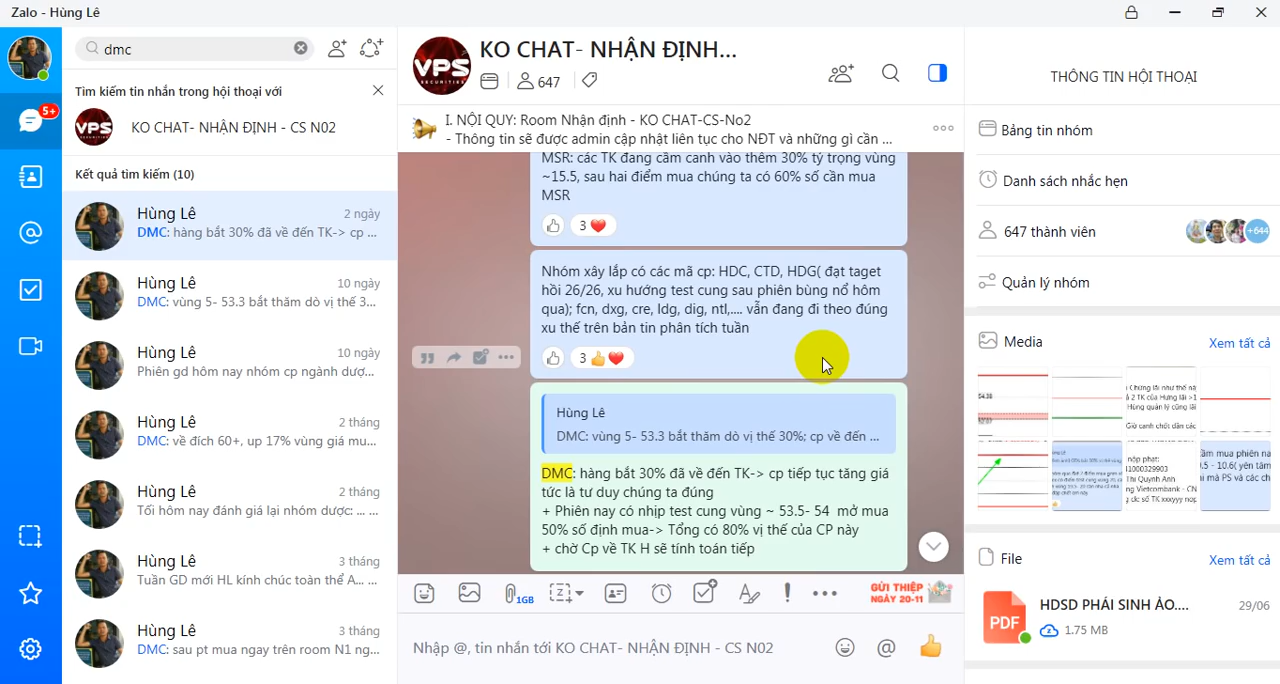 Zalo - Hùng Lê
5+
dmc
Tìm kiếm tin nhắn trong hội thoại với
VPS
KO CHAT- NHẬN ĐỊNH - CS N02
Kết quả tìm kiếm (10)
Hùng Lê
2 ngày
DMC: hàng bắt 30% đã về đến TK-> cp ...
Hùng Lê
10 ngày
DMC: vùng 5- 53.3 bắt thăm dò vị thế 3...
Hùng Lê
10 ngày
Phiên gd hôm nay nhóm cp ngành dượ...
Hùng Lê
2 tháng
DMC: về đích 60+, up 17% vùng giá mu...
Hùng Lê
2 tháng
Tối hôm nay đánh giá lại nhóm dược: ... ...
Hùng Lê
3 tháng
Tuần GD mới HL kính chúc toàn thể A... ...
Hùng Lê
3 tháng
DMC: sau pt mua ngay trên room N1 ng...
VPS
SECURITIES
KO CHAT- NHẬN ĐỊNH...
647
I. NỘI QUY: Room Nhận định - KO CHAT-CS-No2
- Thông tin sẽ được admin cập nhật liên tục cho NĐT và những gì cần ...
MSR: các TK đang cầm canh vào thêm 30% tỷ trọng vùng
~15.5, sau hai điểm mua chúng ta có 60% số cần mua
MSR
3
Nhóm xây lắp có các mã cp: HDC, CTD, HDG( đạt taget
hồi 26/26, xu hướng test cung sau phiên bùng nổ hôm
qua); fcn, dxg, cre, ldg, dig, ntl,.... vẫn đang đi theo đúng
xu thế trên bản tin phân tích tuần
3
Hùng Lê
DMC: vùng 5- 53.3 bắt thăm dò vị thế 30%; cp về đến ...
DMC: hàng bắt 30% đã về đến TK-> cp tiếp tục tăng giá
tức là tư duy chúng ta đúng
+ Phiên nay có nhịp test cung vùng ~ 53.5- 54 mở mua
50% số định mua-> Tổng có 80% vị thế của CP này
+ chờ Cp về TK H sẽ tính toán tiếp
1GB
GỬI THIỆP
NGÀY 20-11
Nhập @, tin nhắn tới KO CHAT- NHẬN ĐỊNH - CS N02
THÔNG TIN HỘI THOẠI
Bảng tin nhóm
Danh sách nhắc hẹn
647 thành viên
+644
Quản lý nhóm
Media
Xem tất cả
File
Xem tất cả
PDF
HDSD PHÁI SINH ẢO....
29/06
1.75 MB